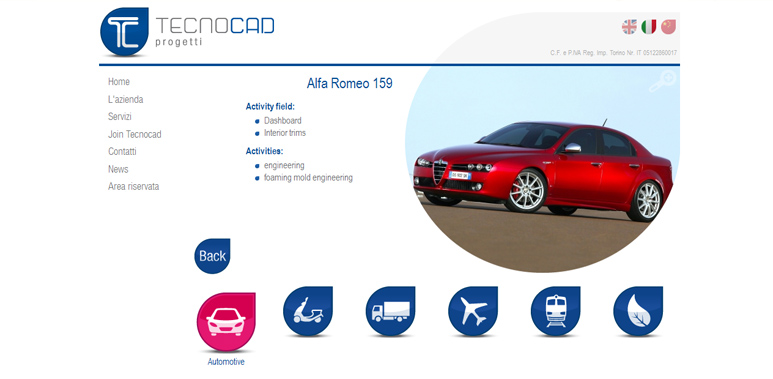 TECNOCAD
progetti
C.F. e P.IVA Reg. Imp. Torino Nr. IT 05122860017
Home
L'azienda
Servizi
Join Tecnocad
Contatti
News
Area riservata
Alfa Romeo 159
Activity field:
Dashboard
Interior trims
Activities:
engineering
foaming mold engineering
Back
Automotive